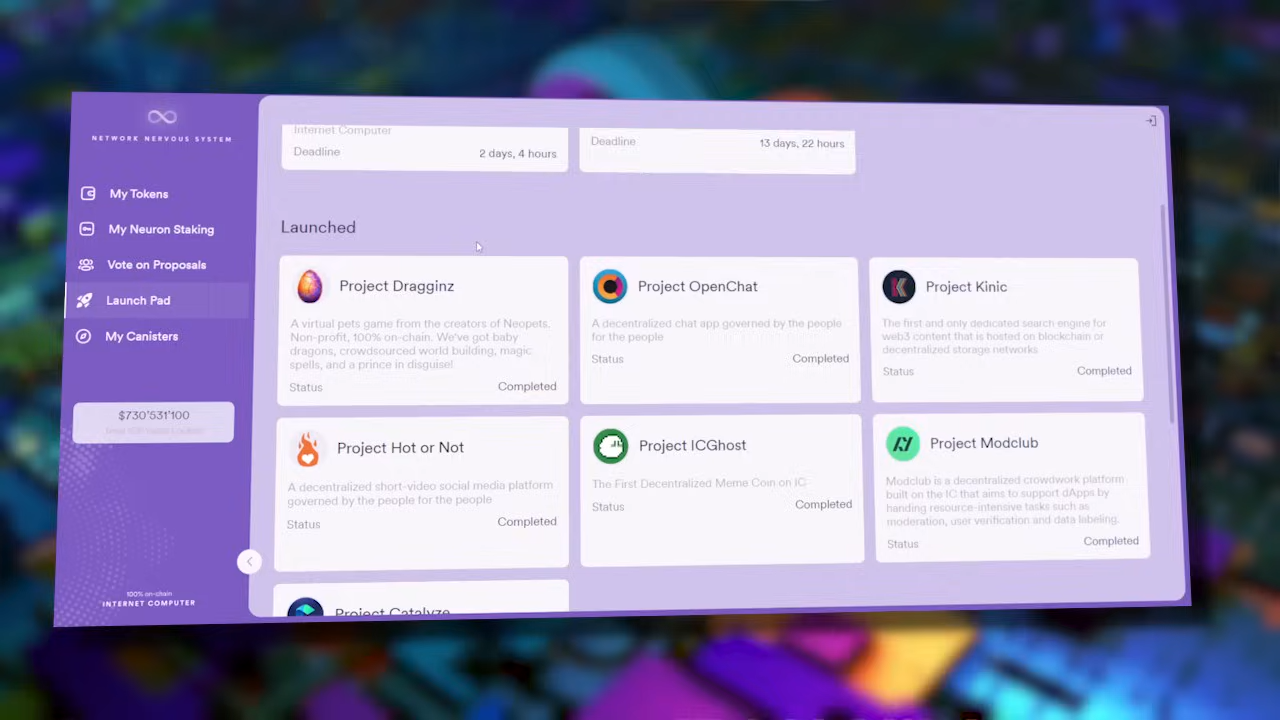 NETWORK NERVOUS SYSTEM
My Tokens
My Neuron Staking
Vote on Proposals
Launch Pad
My Canisters
$730'531'100
100% on-chain
INTERNET COMPUTER
Internet Computer
Deadline 2 days, 4 hours
Deadline 13 days, 22 hours
Launched
Project Dragginz
A virtual pets game from the creators of Neopets.
Non-profit, 100% on-chain. We've got baby
dragons, crowdsourced world building, magic
spells, and a prince in disguise!
Status Completed
Project OpenChat
A decentralized chat app governed by the people
for the people
Status Completed
Project Kinic
The first and only dedicated search engine for
web3 content that is hosted on blockchain or
decentralized storage networks
Status Completed
Project Hot or Not
A decentralized short-video social media platform
governed by the people for the people
Status Completed
Project ICGhost
The First Decentralized Meme Coin on IC
Status Completed
Project Modclub
Modclub is a decentralized crowdwork platform
built on the IC that aims to support dApps by
handing resource-intensive tasks such as
moderation, user verification and data labeling.
Status Completed
Project Catalyze